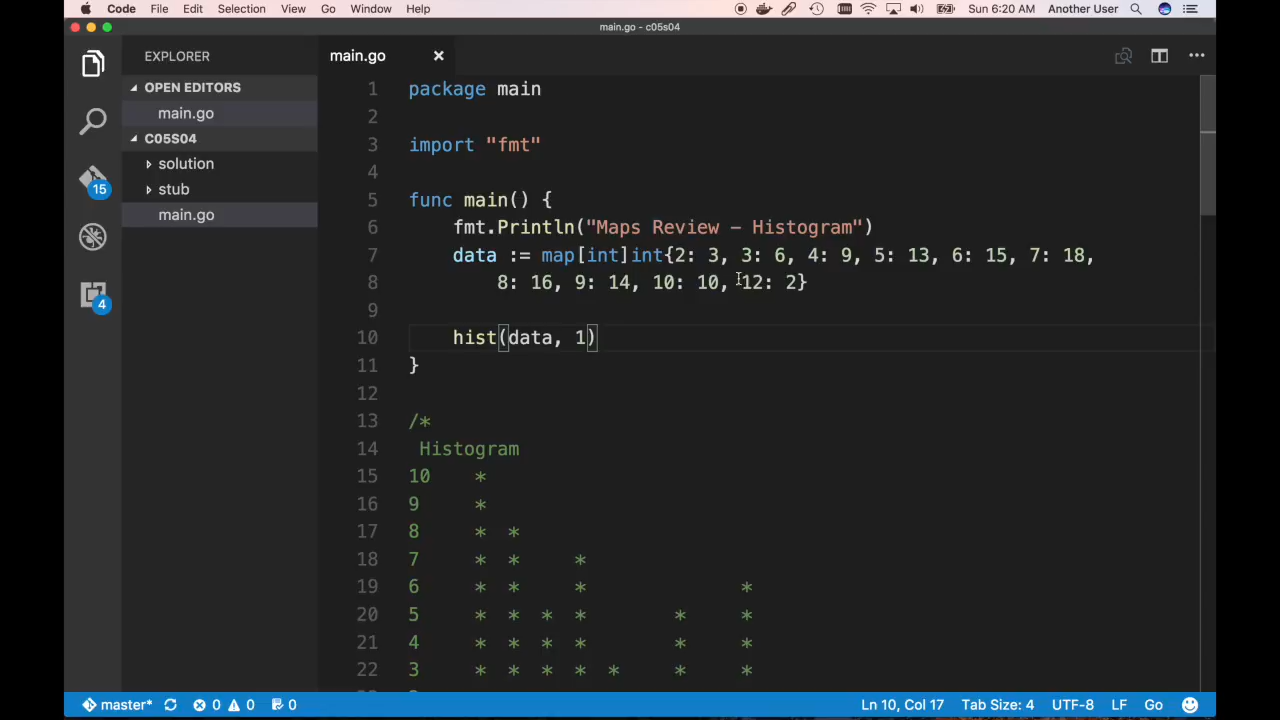 Code File Edit Selection View Go Window Help Sun 6:20 AM Another User
main.go - c05s04
EXPLORER
main.go
OPEN EDITORS
main.go
C05S04
solution
stub
main.go
15
4
1 package main
2
3 import "fmt"
4
5 func main() {
6 fmt.Println("Maps Review - Histogram")
7 data := map[int]int{2: 3, 3: 6, 4: 9, 5: 13, 6: 15, 7: 18,
8 8: 16, 9: 14, 10: 10, 12: 2}
9
10 hist(data, 1)
11 }
12
13 /*
14 Histogram
15 10 *
16 9 *
17 8 * *
18 7 * * *
19 6 * * * *
20 5 * * * * * *
21 4 * * * * * *
22 3 * * * * * * *
master* 0 0 0 Ln 10, Col 17 Tab Size: 4 UTF-8 LF Go